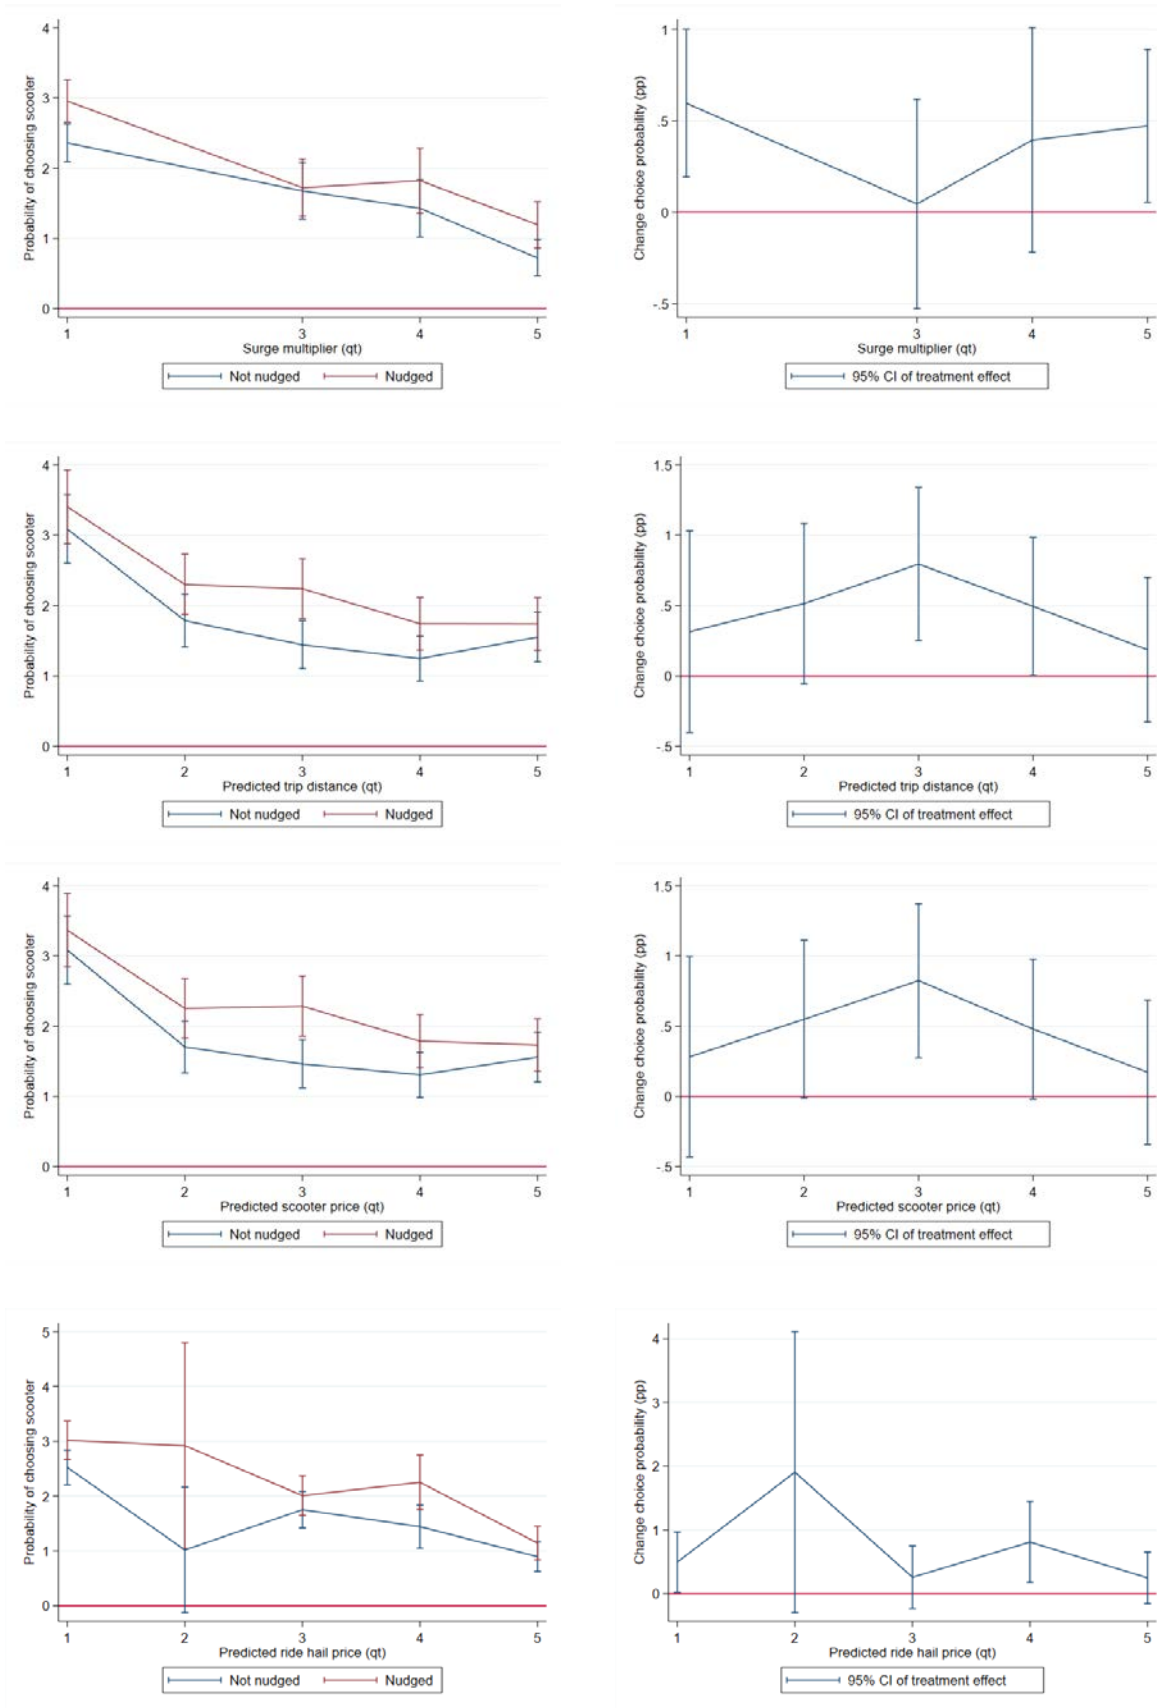 Probability of choosing scooter
4
3
2
1
0
1 3 4 5
Surge multiplier (qt)
Not nudged Nudged
Change choice probability (pp)
1
.5
0
-.5
1 3 4 5
Surge multiplier (qt)
95% CI of treatment effect
Probability of choosing scooter
4
3
2
1
0
1 2 3 4 5
Predicted trip distance (qt)
Not nudged Nudged
Change choice probability (pp)
1.5
1
.5
0
-.5
1 2 3 4 5
Predicted trip distance (qt)
95% CI of treatment effect
Probability of choosing scooter
4
3
2
1
0
1 2 3 4 5
Predicted scooter price (qt)
Not nudged Nudged
Change choice probability (pp)
1.5
1
.5
0
-.5
1 2 3 4 5
Predicted scooter price (qt)
95% CI of treatment effect
Probability of choosing scooter
5
4
3
2
1
0
1 2 3 4 5
Predicted ride hail price (qt)
Not nudged Nudged
Change choice probability (pp)
4
3
2
1
0
1 2 3 4 5
Predicted ride hail price (qt)
95% CI of treatment effect